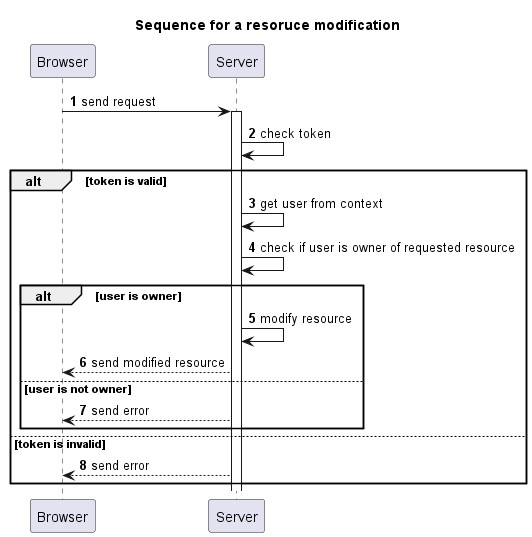 Sequence for a resoruce modification
Browser Server
1 send request
2 check token
alt [token is valid]
3 get user from context
4 check if user is owner of requested resource
alt [user is owner]
5 modify resource
6 send modified resource
[user is not owner]
7 send error
[token is invalid]
8 send error
Browser Server